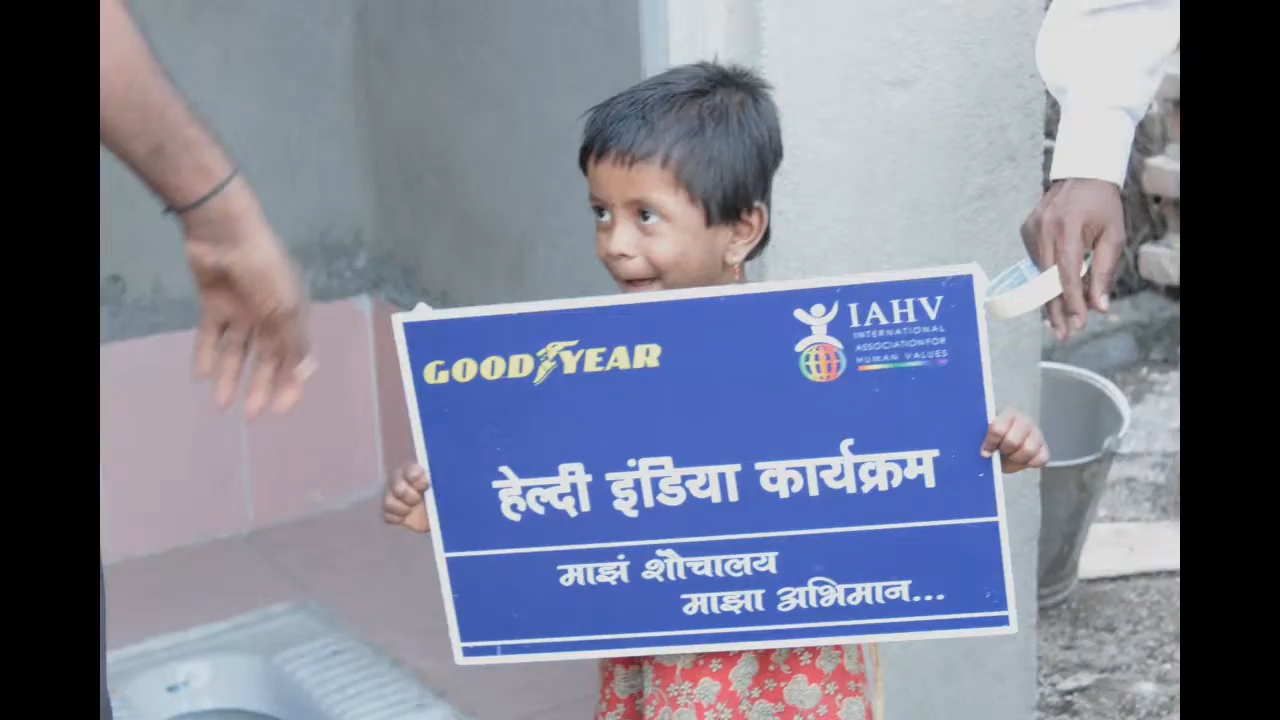 GOODYEAR
IAHV
INTERNATIONAL
ASSOCIATION FOR
HUMAN VALUES
हेल्दी इंडिया कार्यक्रम
माझं शौचालय
माझा अभिमान...